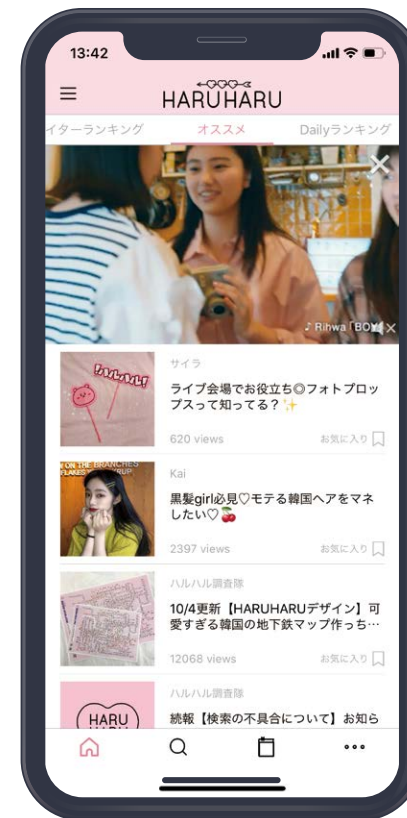 13:42
HARUHARU
イターランキング
オススメ
Dailyランキング
♪ Rihwa「BOY」
サイラ
ライブ会場でお役立ち◎フォトプロッ
プスって知ってる？✨
620 views
お気に入り
Kai
黒髪girl必見♡モテる韓国ヘアをマネ
したい♡🍒
2397 views
お気に入り
ハルハル調査隊
10/4更新【HARUHARUデザイン】可
愛すぎる韓国の地下鉄マップ作っち…
12068 views
お気に入り
ハルハル調査隊
続報【検索の不具合について】お知ら
HARU